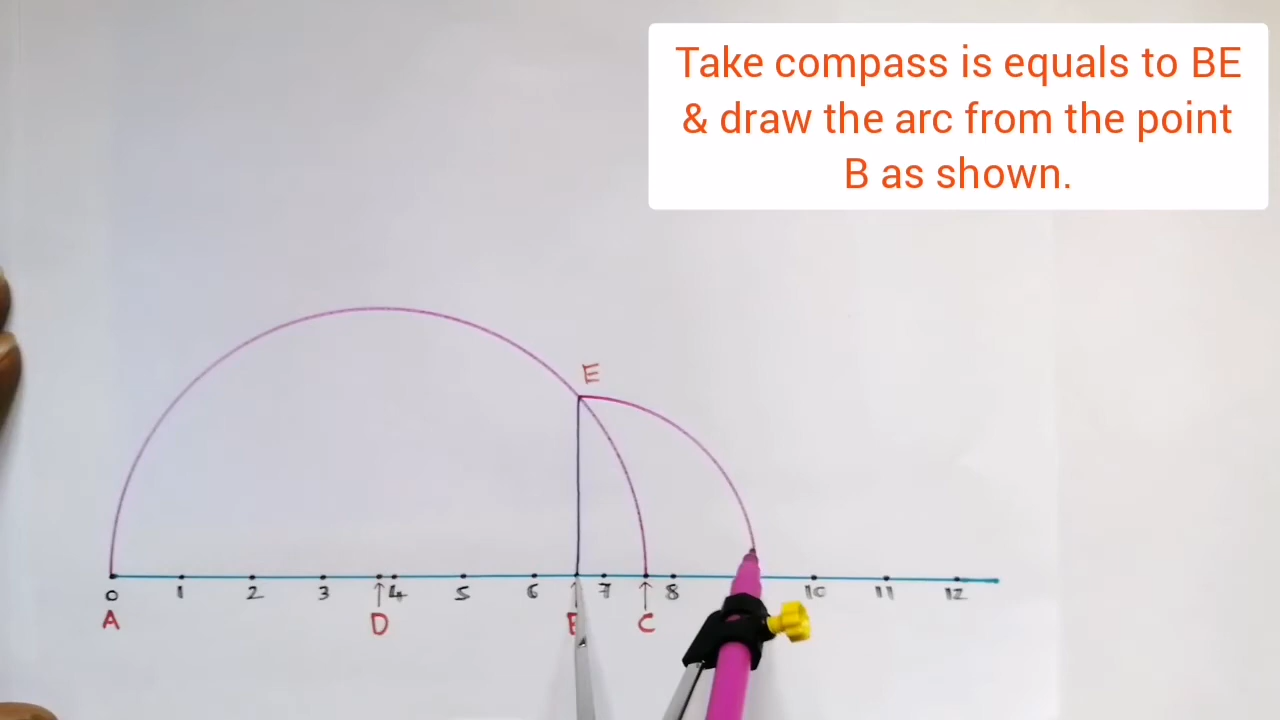 Take compass is equals to BE
& draw the arc from the point
B as shown.
E
0 1 2 3 4 5 6 7 8 10 11 12
A D C